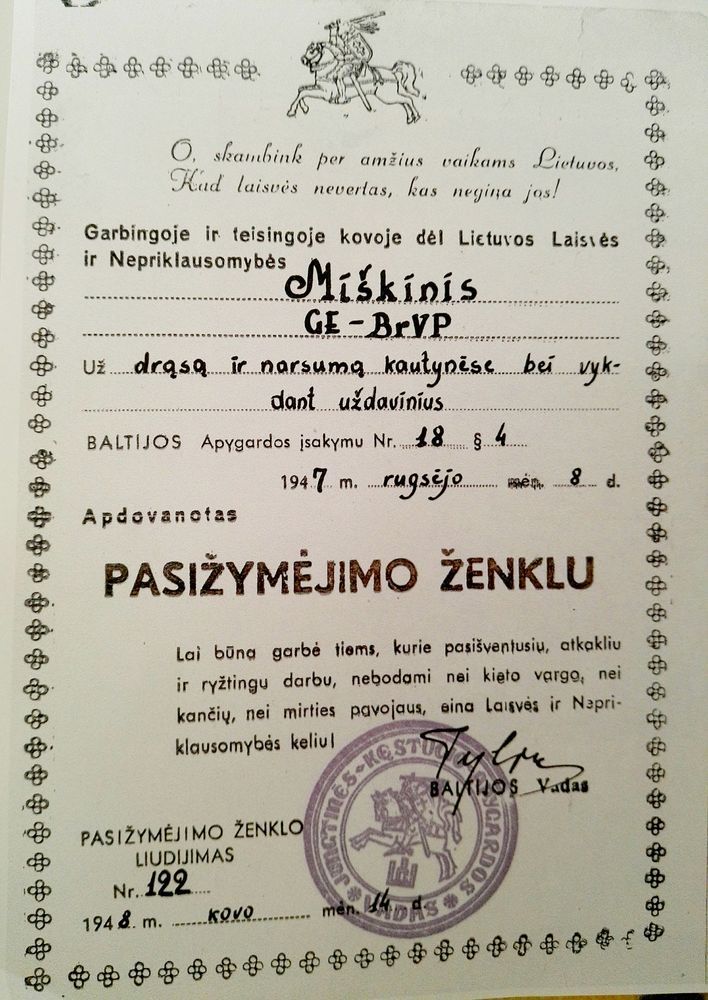 O, skambink per amžius vaikams Lietuvos,
Kad laisvės nevertas, kas negina jos!
Garbingoje ir teisingoje kovoje dėl Lietuvos Laisvės
ir Nepriklausomybės
Miškinis
GE-BrVP
Už drąsą ir narsumą kautynėse bei vyk-
dant uždavinius
BALTIJOS Apygardos įsakymu Nr. 18 § 4
1947 m. rugsėjo mėn. 8 d.
Apdovanotas
PASIŽYMĖJIMO ŽENKLU
Lai būna garbė tiems, kurie pasišventusiu, atkakliu
ir ryžtingu darbu, nebodami nei kieto vargo, nei
kančių, nei mirties pavojaus, eina Laisvės ir Nepri-
klausomybės keliu!
BALTIJOS Vadas
JUNGTINĖS KĘSTUČIO APYGARDOS VADAS
PASIŽYMĖJIMO ŽENKLO
LIUDIJIMAS
Nr. 122
1948 m. kovo mėn. 14 d.